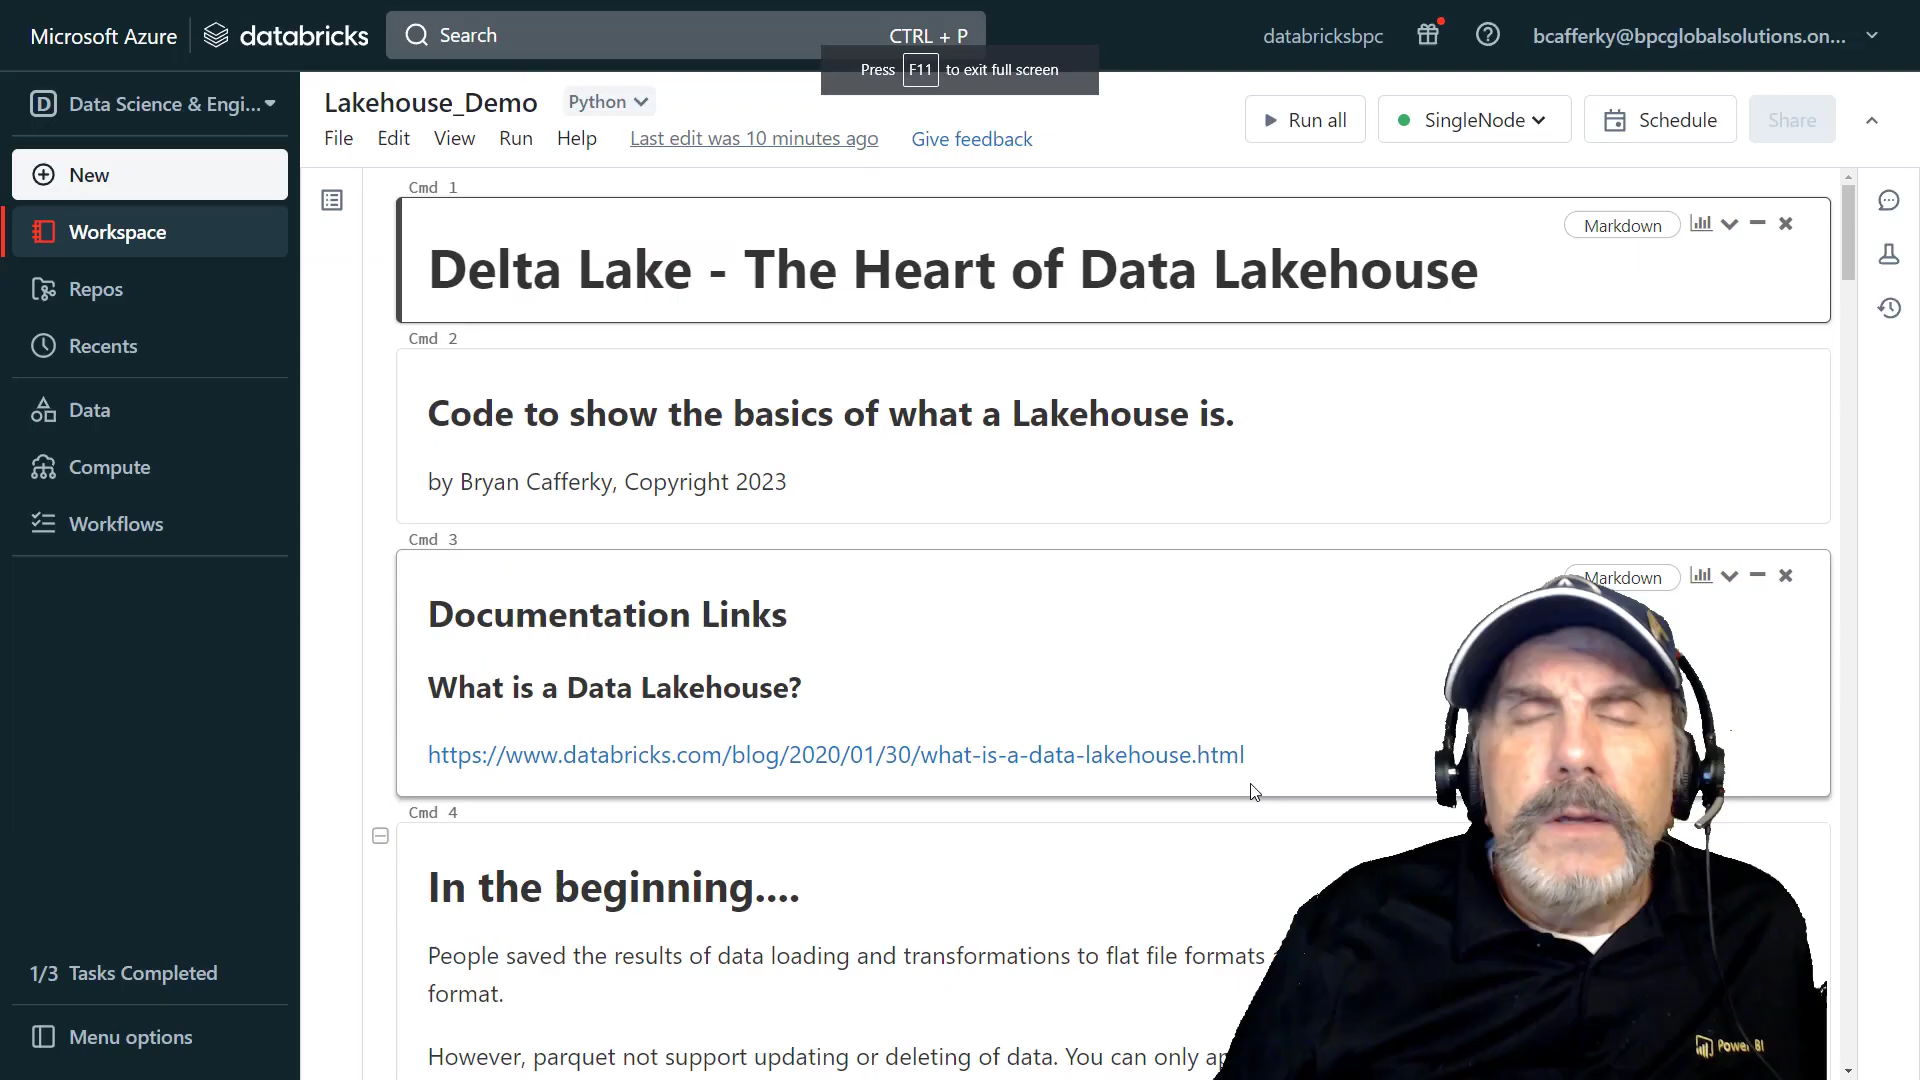 Microsoft Azure databricks Search CTRL + P databricksbpc bcafferky@bpcglobalsolutions.on...
Press F11 to exit full screen
D Data Science & Engi...
New
Workspace
Repos
Recents
Data
Compute
Workflows
1/3 Tasks Completed
Menu options
Lakehouse_Demo Python
File Edit View Run Help Last edit was 10 minutes ago Give feedback
Run all SingleNode Schedule Share
Cmd 1
Markdown
Delta Lake - The Heart of Data Lakehouse
Cmd 2
Code to show the basics of what a Lakehouse is.
by Bryan Cafferky, Copyright 2023
Cmd 3
Markdown
Documentation Links
What is a Data Lakehouse?
https://www.databricks.com/blog/2020/01/30/what-is-a-data-lakehouse.html
Cmd 4
In the beginning....
People saved the results of data loading and transformations to flat file formats
format.
However, parquet not support updating or deleting of data. You can only
Power BI